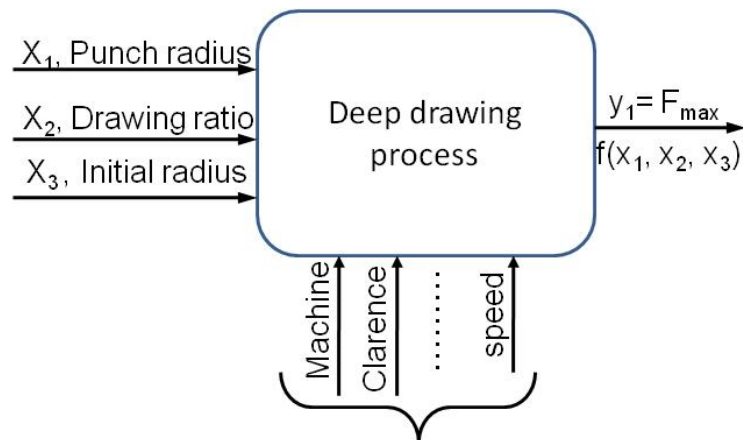 X₁, Punch radius
X₂, Drawing ratio
X₃, Initial radius
Deep drawing
process
y₁= Fₘₐₓ
f(x₁, x₂, x₃)
Machine
Clarence
........
speed